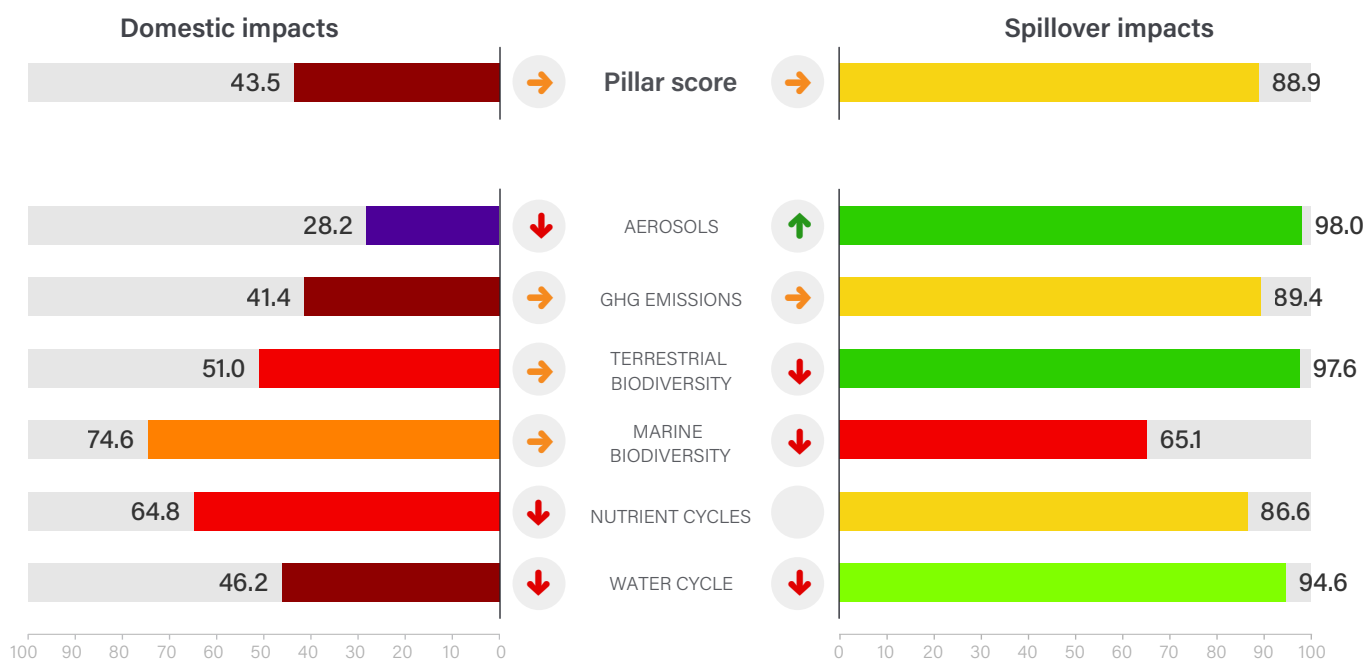 Domestic impacts
Spillover impacts
43.5
Pillar score
88.9
28.2
AEROSOLS
98.0
41.4
GHG EMISSIONS
89.4
51.0
TERRESTRIAL
BIODIVERSITY
97.6
74.6
MARINE
BIODIVERSITY
65.1
64.8
NUTRIENT CYCLES
86.6
46.2
WATER CYCLE
94.6
100 90 80 70 60 50 40 30 20 10 0
0 10 20 30 40 50 60 70 80 90 100